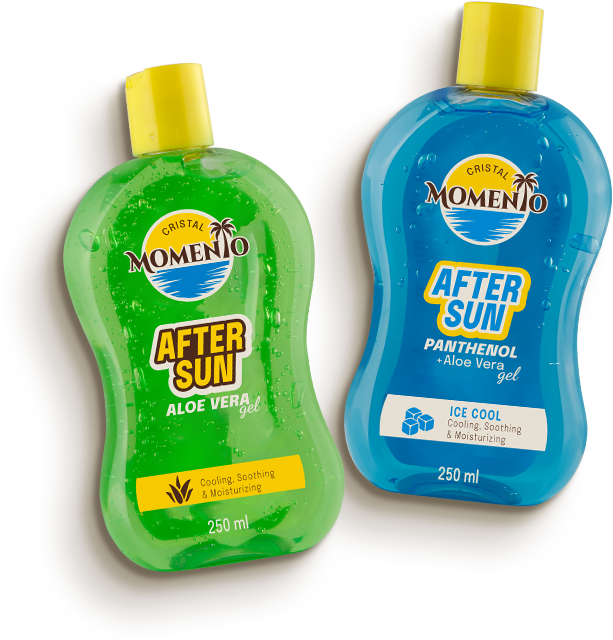 CRISTAL
MOMENTO
AFTER
SUN
ALOE VERA
gel
Cooling, Soothing
& Moisturizing
250 ml
CRISTAL
MOMENTO
AFTER
SUN
PANTHENOL
+Aloe Vera
gel
ICE COOL
Cooling, Soothing
& Moisturizing
250 ml